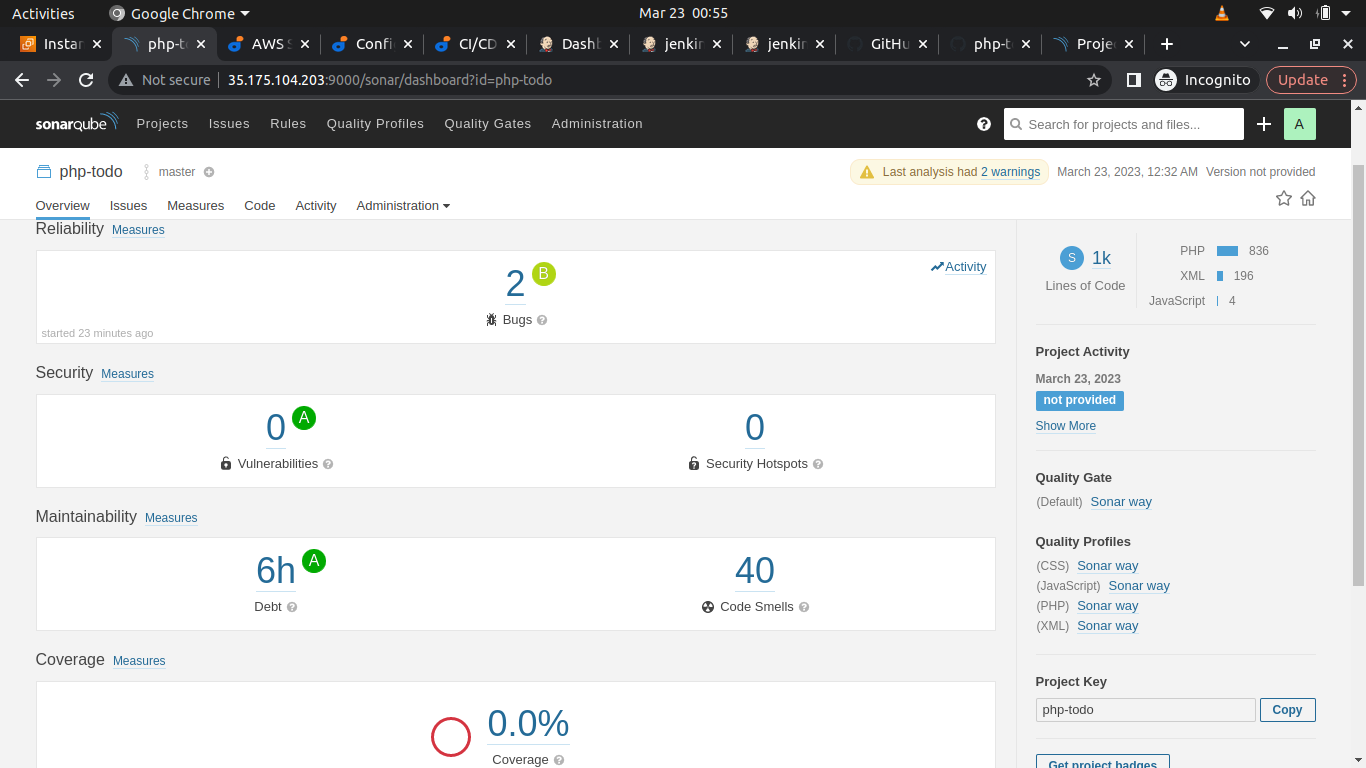 Activities Google Chrome Mar 23 00:55
Instan php-to AWS S Confi CI/CD Dashb jenkin jenkin GitHu php-to Projec
Not secure 35.175.104.203:9000/sonar/dashboard?id=php-todo Incognito Update
sonarqube Projects Issues Rules Quality Profiles Quality Gates Administration ? Search for projects and files... A
php-todo master Last analysis had 2 warnings March 23, 2023, 12:32 AM Version not provided
Overview Issues Measures Code Activity Administration
Reliability Measures
2 B
Activity
Bugs ?
started 23 minutes ago
Security Measures
0 A
Vulnerabilities ?
0
Security Hotspots ?
Maintainability Measures
6h A
Debt ?
40
Code Smells ?
Coverage Measures
0.0%
Coverage ?
S 1k
Lines of Code
PHP 836
XML 196
JavaScript 4
Project Activity
March 23, 2023
not provided
Show More
Quality Gate
(Default) Sonar way
Quality Profiles
(CSS) Sonar way
(JavaScript) Sonar way
(PHP) Sonar way
(XML) Sonar way
Project Key
php-todo Copy
Get project badges